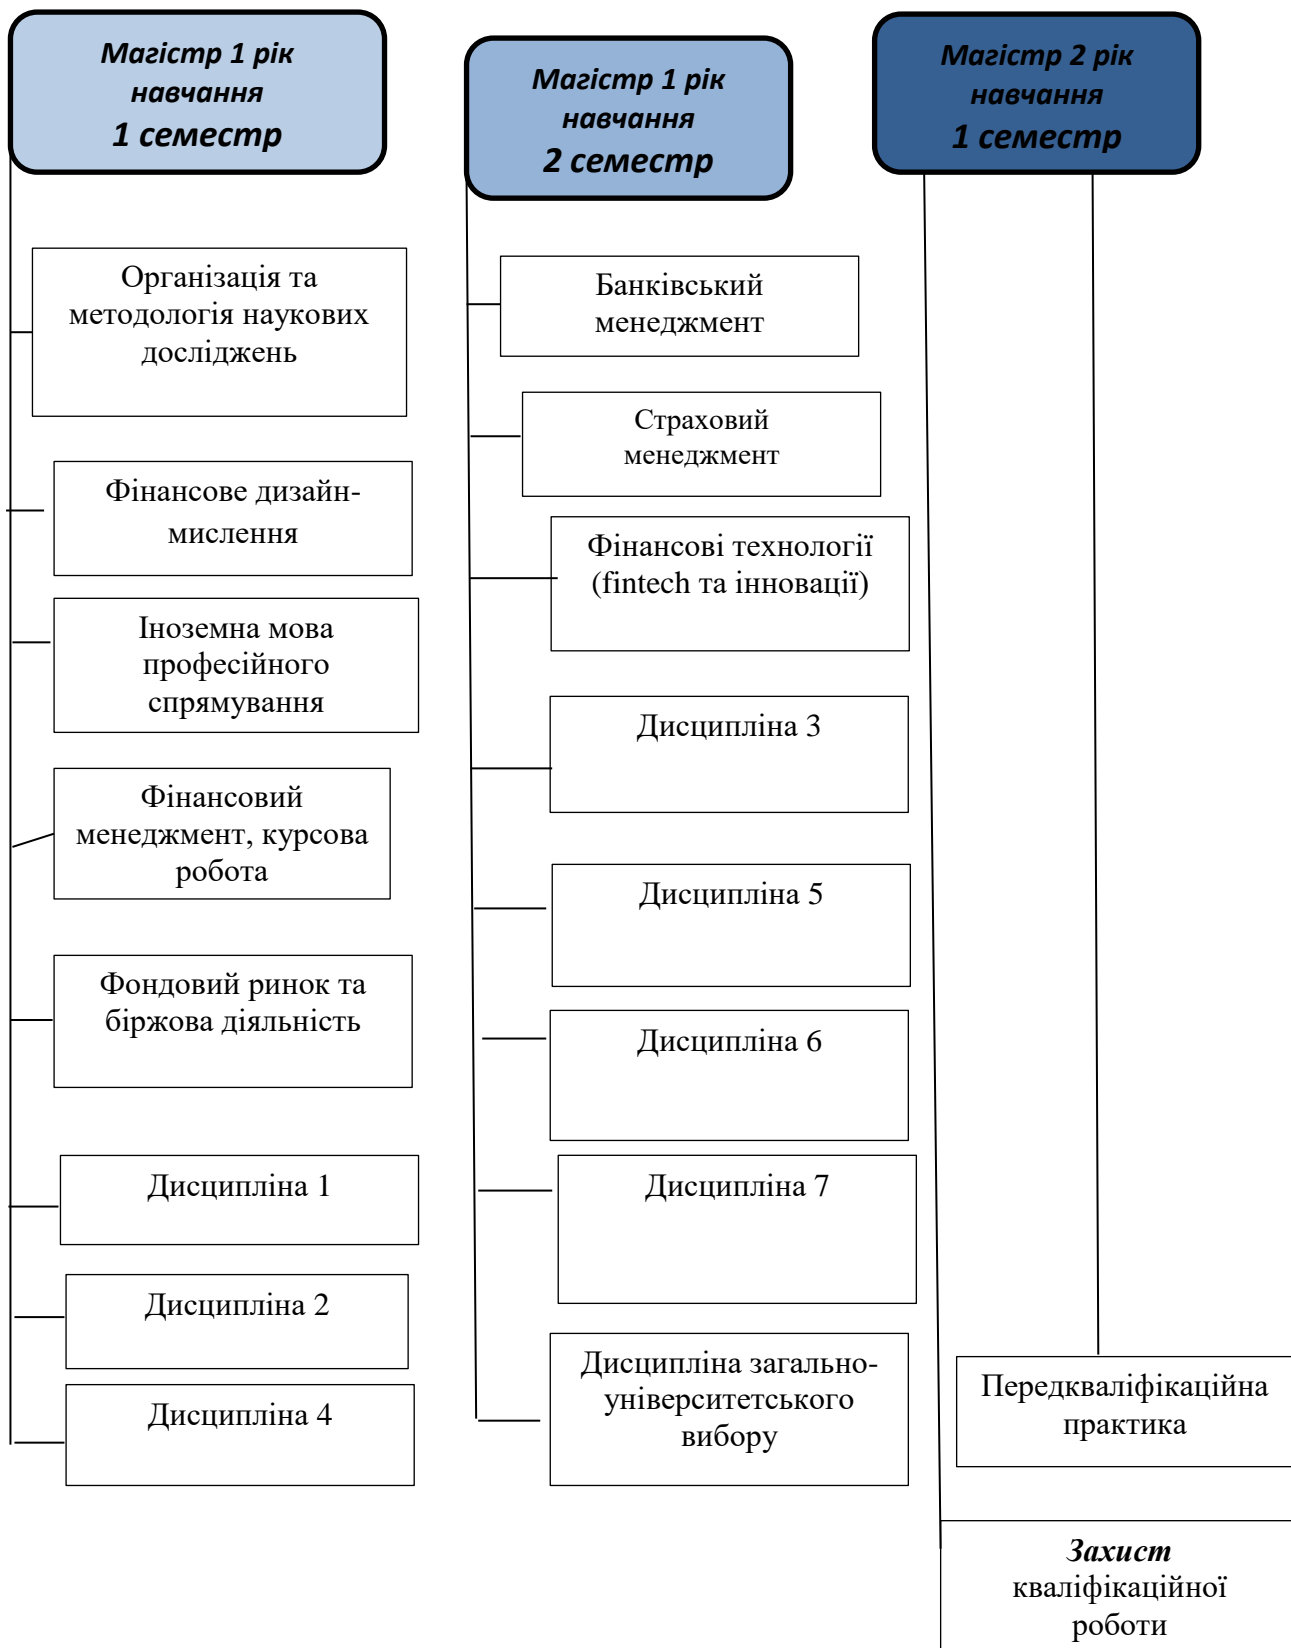 Магістр 1 рік
навчання
1 семестр
Організація та
методологія наукових
досліджень
Фінансове дизайн-
мислення
Іноземна мова
професійного
спрямування
Фінансовий
менеджмент, курсова
робота
Фондовий ринок та
біржова діяльність
Дисципліна 1
Дисципліна 2
Дисципліна 4
Магістр 1 рік
навчання
2 семестр
Банківський
менеджмент
Страховий
менеджмент
Фінансові технології
(fintech та інновації)
Дисципліна 3
Дисципліна 5
Дисципліна 6
Дисципліна 7
Дисципліна загально-
університетського
вибору
Магістр 2 рік
навчання
1 семестр
Передкваліфікаційна
практика
Захист
кваліфікаційної
роботи